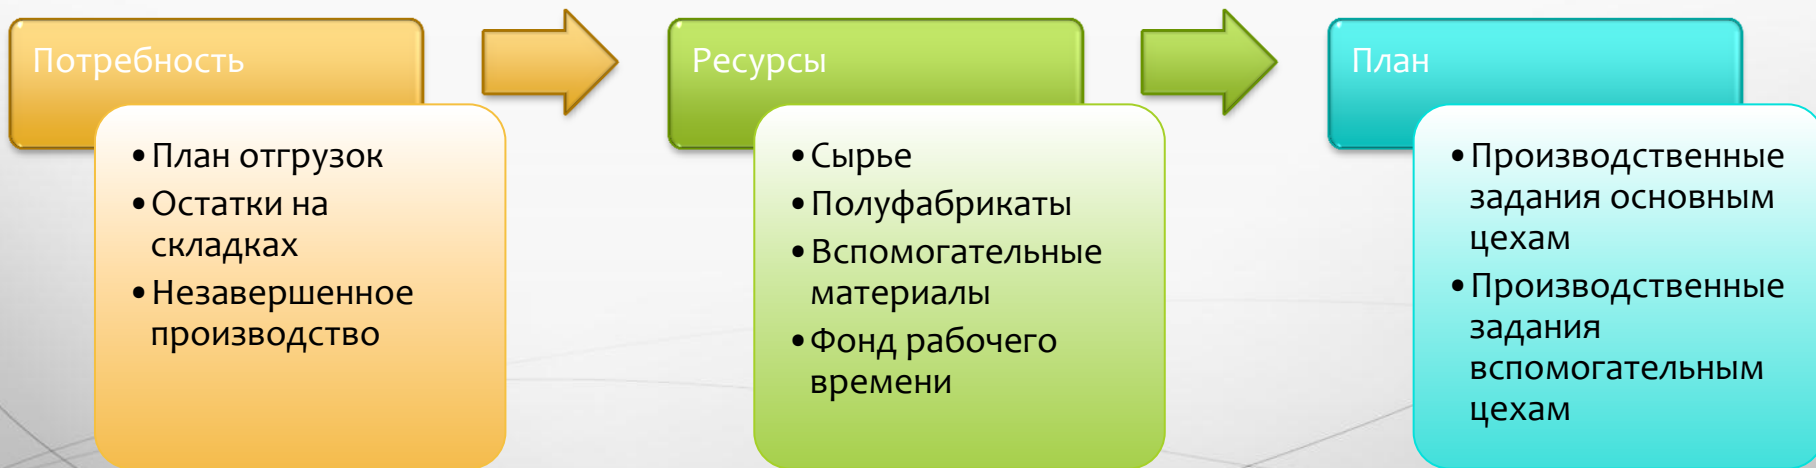 Потребность
• План отгрузок
• Остатки на
складках
• Незавершенное
производство
Ресурсы
• Сырье
• Полуфабрикаты
• Вспомогательные
материалы
• Фонд рабочего
времени
План
• Производственные
задания основным
цехам
• Производственные
задания
вспомогательным
цехам